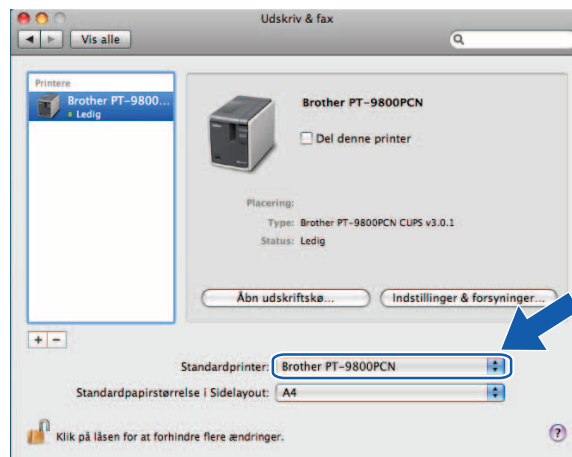 Udskriv & fax
Vis alle
Printere
Brother PT-9800...
Ledig
Brother PT-9800PCN
Del denne printer
Placering:
Type: Brother PT-9800PCN CUPS v3.0.1
Status: Ledig
Åbn udskriftskø...
Indstillinger & forsyninger...
+ −
Standardprinter: Brother PT-9800PCN
Standardpapirstørrelse i Sidelayout: A4
Klik på låsen for at forhindre flere ændringer.
?